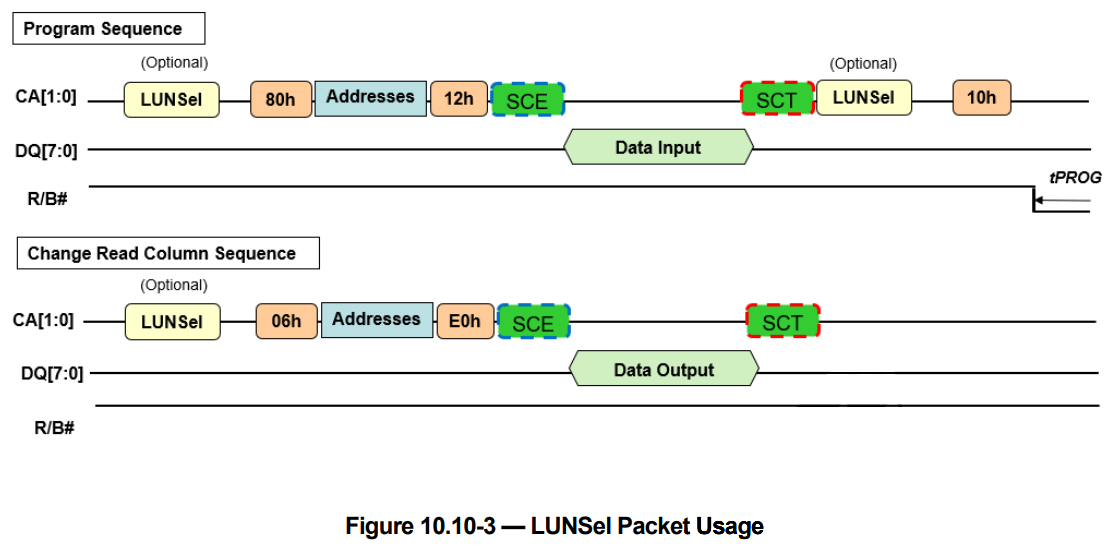 Program Sequence
(Optional)
(Optional)
CA[1:0]
LUNSel
80h
Addresses
12h
SCE
SCT
LUNSel
10h
DQ[7:0]
Data Input
R/B#
tPROG
Change Read Column Sequence
(Optional)
CA[1:0]
LUNSel
06h
Addresses
E0h
SCE
SCT
DQ[7:0]
Data Output
R/B#
Figure 10.10-3 — LUNSel Packet Usage